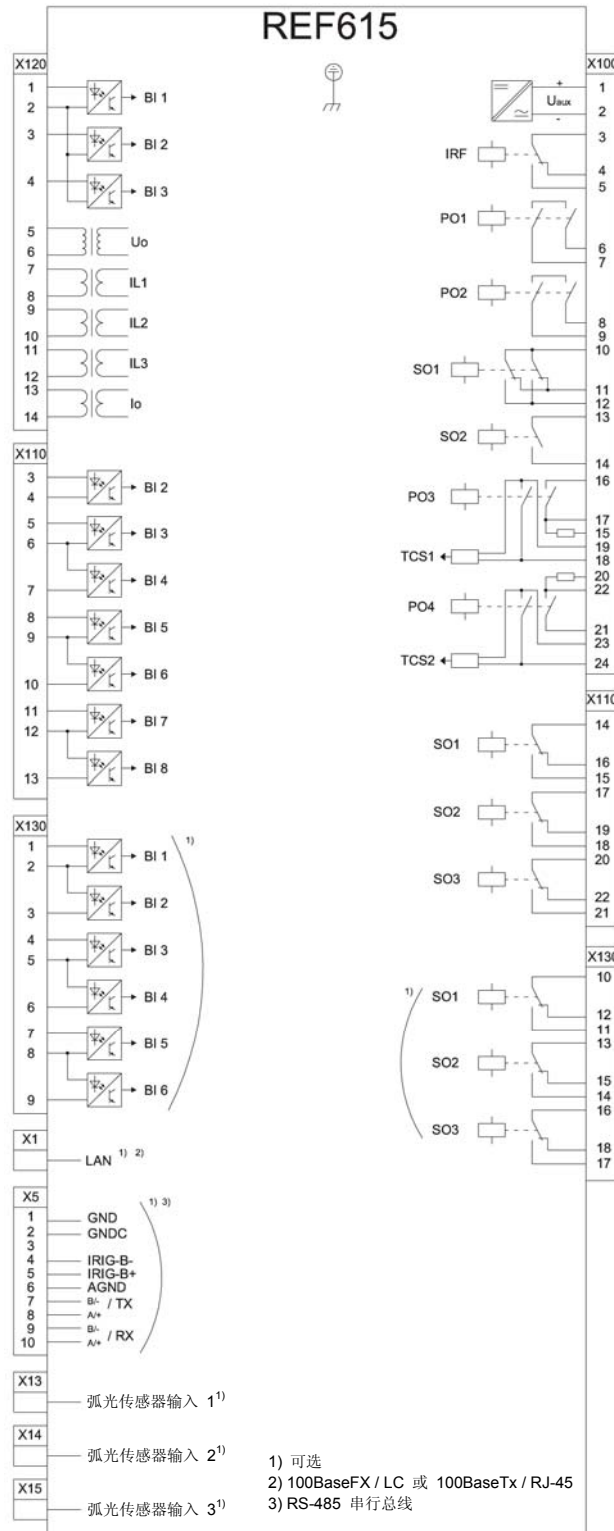 REF615
X120
1
2
BI 1
3
BI 2
4
BI 3
5
6
Uo
7
8
IL1
9
10
IL2
11
12
IL3
13
14
Io
X110
3
4
BI 2
5
6
BI 3
7
BI 4
8
9
BI 5
10
BI 6
11
12
BI 7
13
BI 8
X130
1)
1
2
BI 1
3
BI 2
4
5
BI 3
6
BI 4
7
8
BI 5
9
BI 6
X1
LAN 1) 2)
X5
1) 3)
1 GND
2 GNDC
3
4 IRIG-B-
5 IRIG-B+
6 AGND
7 B/- / TX
8 A/+
9 B/- / RX
10 A/+
X13
弧光传感器输入 1 1)
X14
弧光传感器输入 2 1)
X15
弧光传感器输入 3 1)
X100
+
1
Uaux
2
-
3
IRF
4
5
PO1
6
7
PO2
8
9
10
SO1
11
12
13
SO2
14
16
PO3
17
15
19
TCS1
18
20
22
PO4
21
23
TCS2
24
X110
14
SO1
16
15
17
SO2
19
18
20
SO3
22
21
X130
10
1)
SO1
12
11
13
SO2
15
14
16
SO3
18
17
1) 可选
2) 100BaseFX / LC 或 100BaseTx / RJ-45
3) RS-485 串行总线